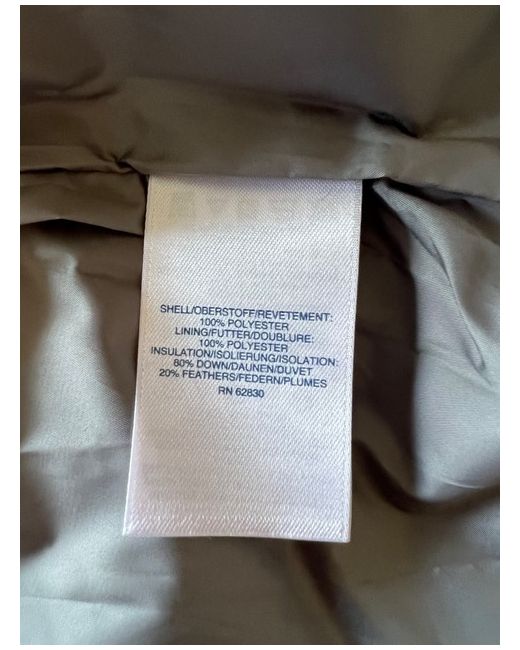 SHELL/OBERSTOFF/REVETEMENT:
100% POLYESTER
LINING/FUTTER/DOUBLURE:
100% POLYESTER
INSULATION/ISOLIERUNG/ISOLATION:
80% DOWN/DAUNEN/DUVET
20% FEATHERS/FEDERN/PLUMES
RN 62830